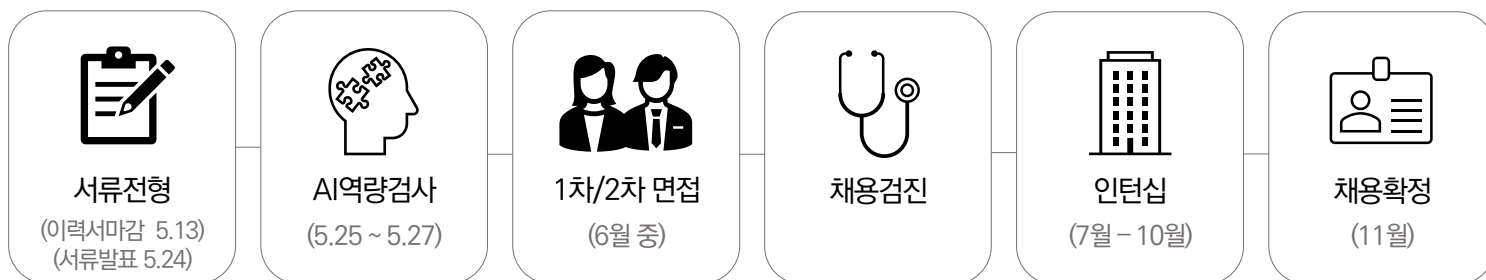 서류전형
(이력서마감 5.13)
(서류발표 5.24)
AI역량검사
(5.25 ~ 5.27)
1차/2차 면접
(6월 중)
채용검진
인턴십
(7월 – 10월)
채용확정
(11월)